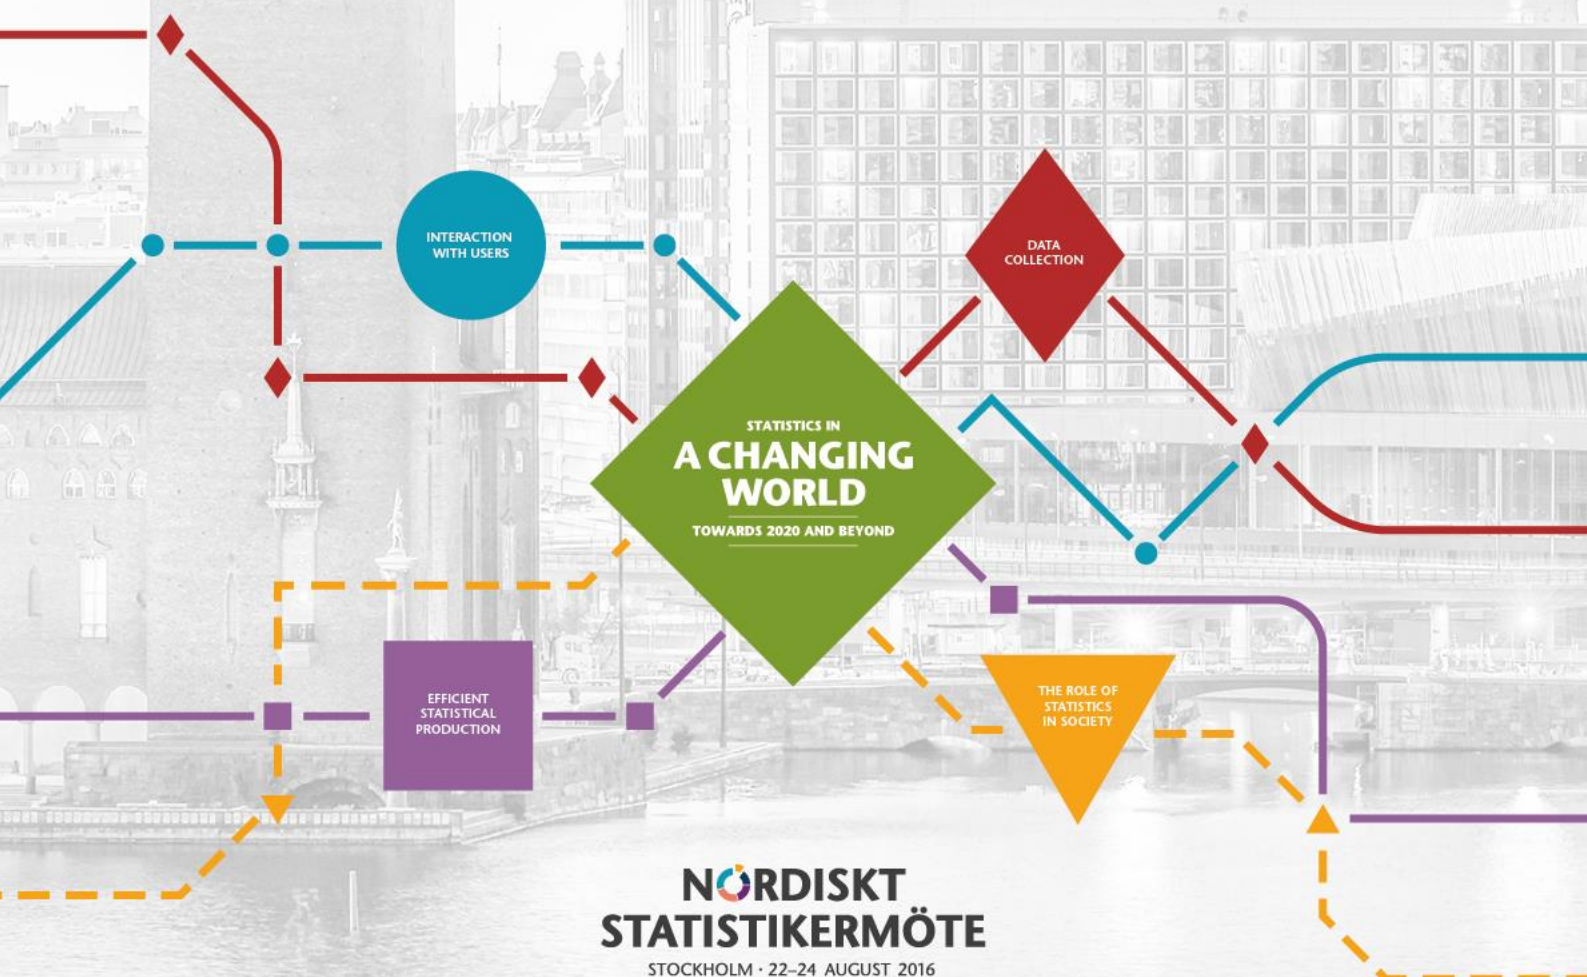 INTERACTION
WITH USERS
DATA
COLLECTION
STATISTICS IN
A CHANGING
WORLD
TOWARDS 2020 AND BEYOND
EFFICIENT
STATISTICAL
PRODUCTION
THE ROLE OF
STATISTICS
IN SOCIETY
NORDISKT
STATISTIKERMÖTE
STOCKHOLM · 22–24 AUGUST 2016